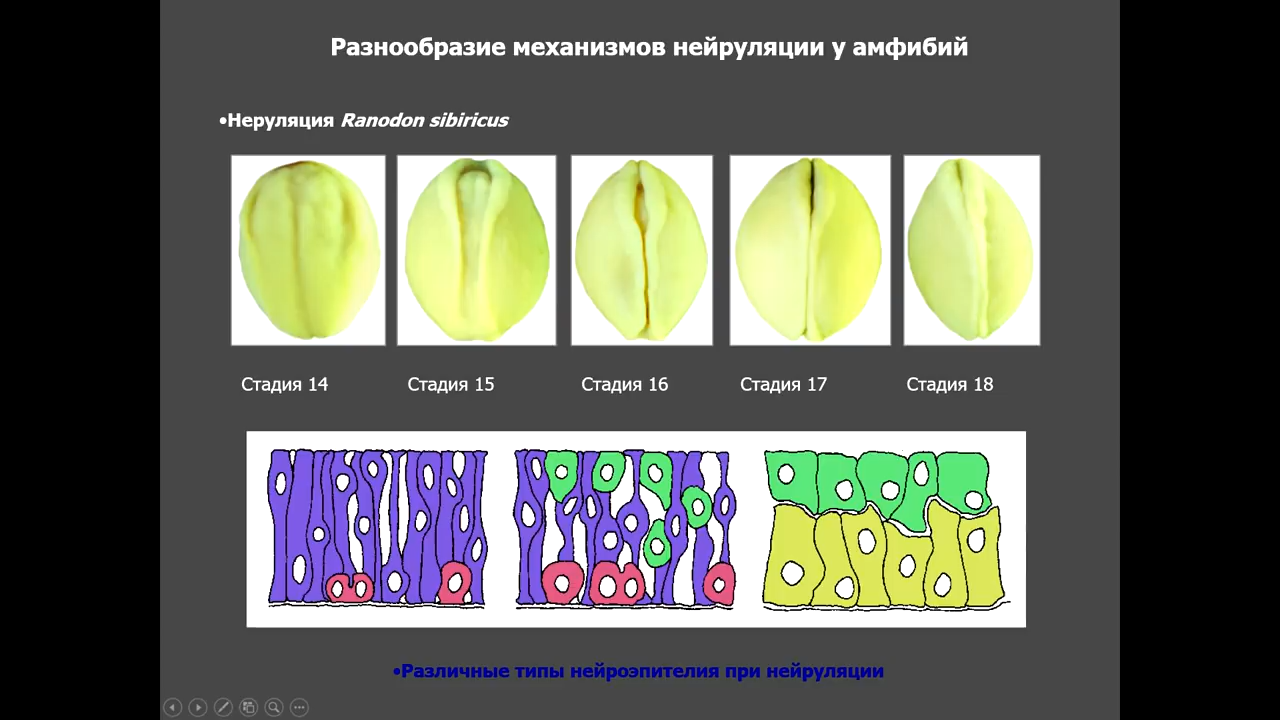 Разнообразие механизмов нейруляции у амфибий
•Неруляция Ranodon sibiricus
Стадия 14
Стадия 15
Стадия 16
Стадия 17
Стадия 18
•Различные типы нейроэпителия при нейруляции